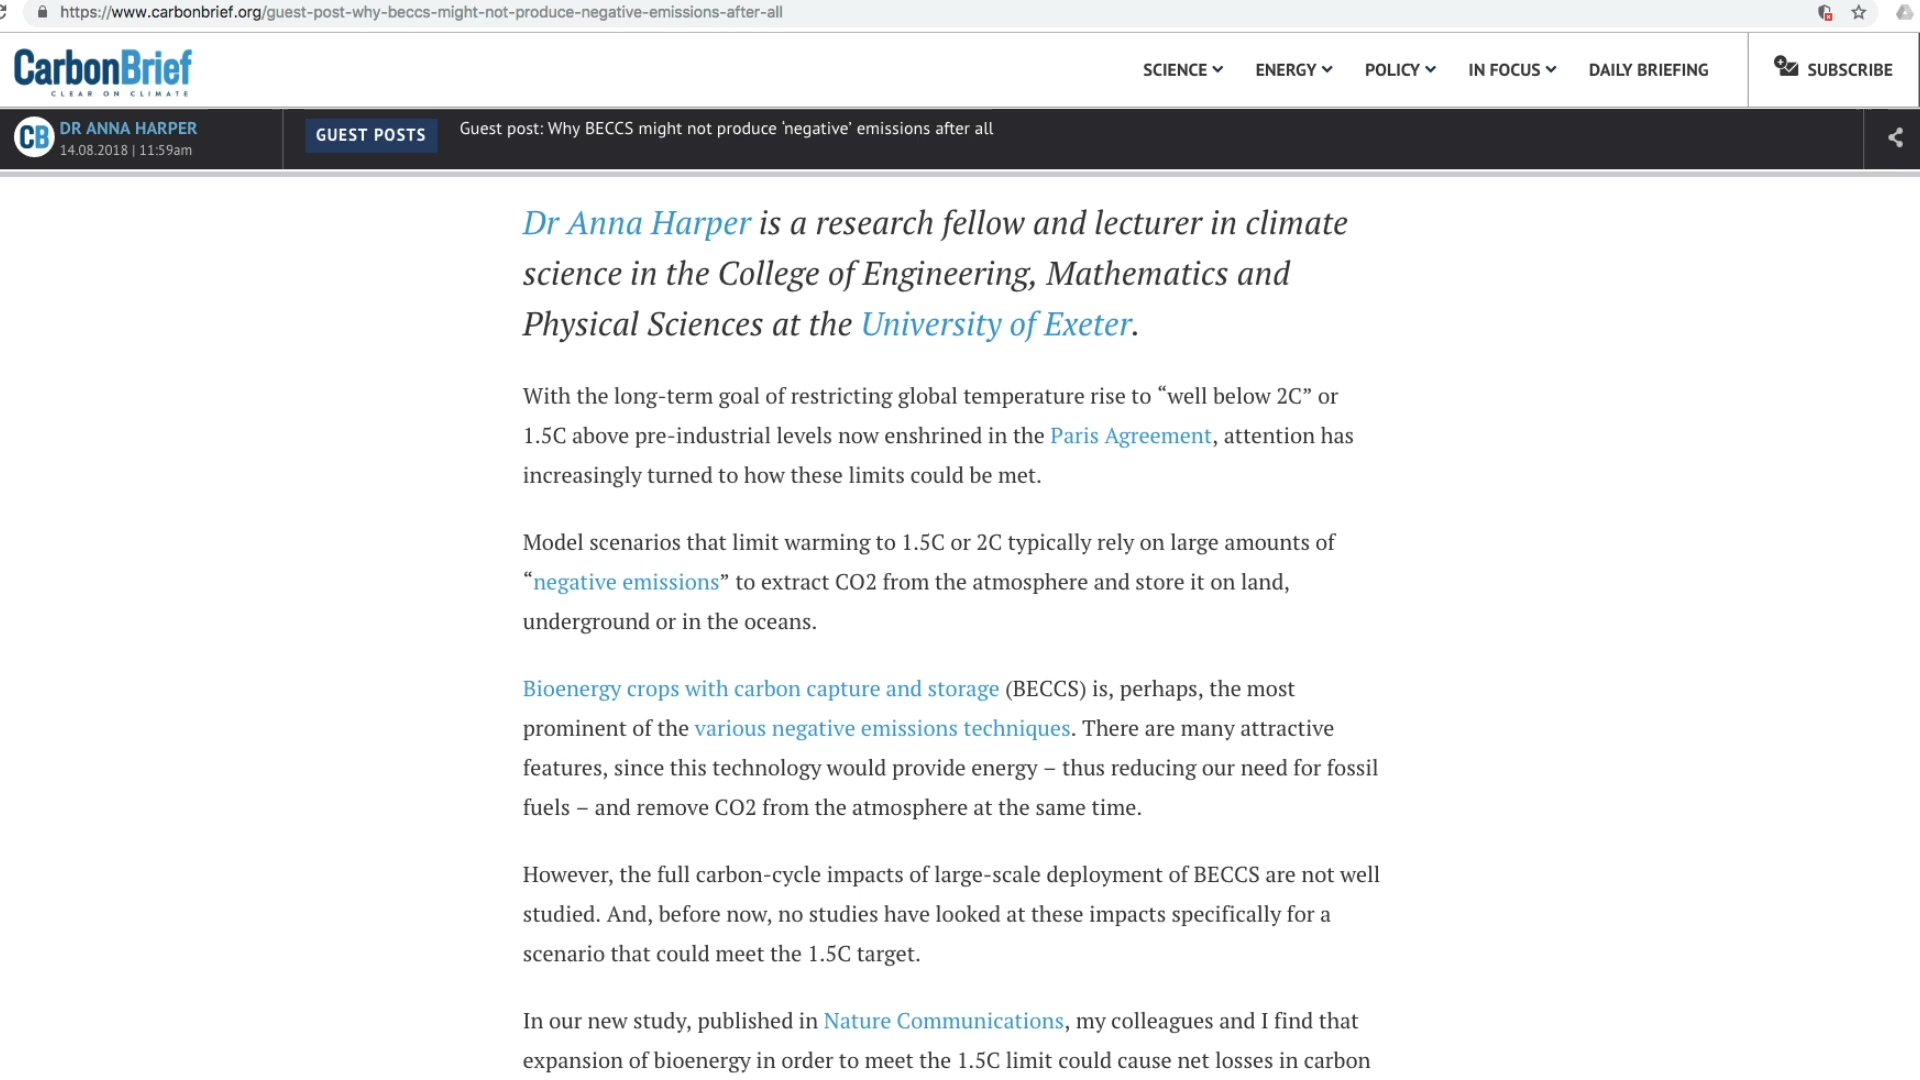 https://www.carbonbrief.org/guest-post-why-beccs-might-not-produce-negative-emissions-after-all
CarbonBrief
CLEAR ON CLIMATE
SCIENCE
ENERGY
POLICY
IN FOCUS
DAILY BRIEFING
SUBSCRIBE
CB
DR ANNA HARPER
14.08.2018 | 11:59am
GUEST POSTS
Guest post: Why BECCS might not produce ‘negative’ emissions after all
Dr Anna Harper is a research fellow and lecturer in climate
science in the College of Engineering, Mathematics and
Physical Sciences at the University of Exeter.
With the long-term goal of restricting global temperature rise to “well below 2C” or
1.5C above pre-industrial levels now enshrined in the Paris Agreement, attention has
increasingly turned to how these limits could be met.
Model scenarios that limit warming to 1.5C or 2C typically rely on large amounts of
“negative emissions” to extract CO2 from the atmosphere and store it on land,
underground or in the oceans.
Bioenergy crops with carbon capture and storage (BECCS) is, perhaps, the most
prominent of the various negative emissions techniques. There are many attractive
features, since this technology would provide energy – thus reducing our need for fossil
fuels – and remove CO2 from the atmosphere at the same time.
However, the full carbon-cycle impacts of large-scale deployment of BECCS are not well
studied. And, before now, no studies have looked at these impacts specifically for a
scenario that could meet the 1.5C target.
In our new study, published in Nature Communications, my colleagues and I find that
expansion of bioenergy in order to meet the 1.5C limit could cause net losses in carbon